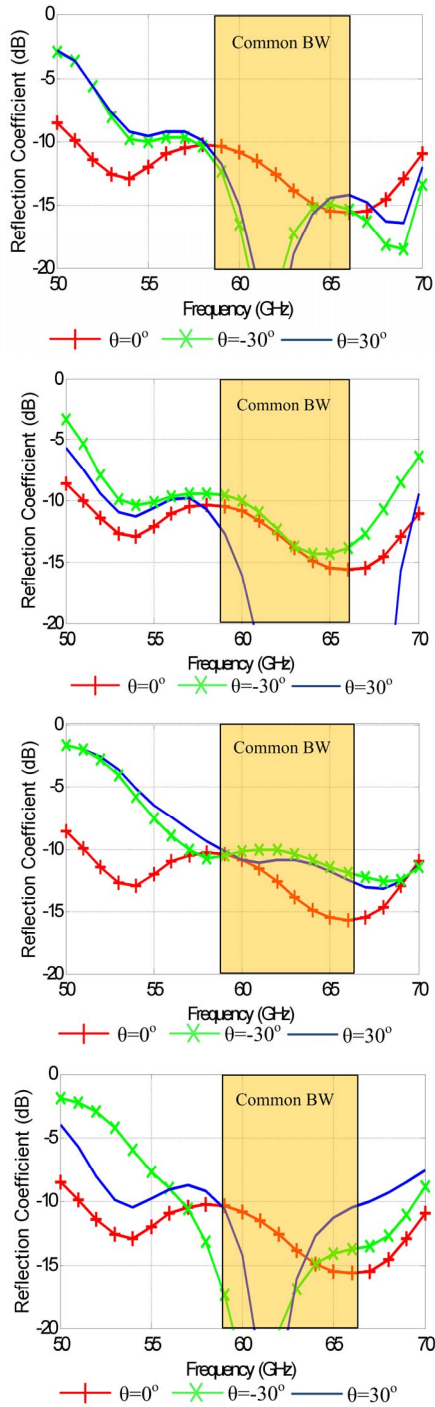 Reflection Coefficient (dB)
0
-5
-10
-15
-20
Common BW
50
55
60
65
70
Frequency (GHz)
θ=0° θ=-30° θ=30°
Reflection Coefficient (dB)
0
-5
-10
-15
-20
Common BW
50
55
60
65
70
Frequency (GHz)
θ=0° θ=-30° θ=30°
Reflection Coefficient (dB)
0
-5
-10
-15
-20
Common BW
50
55
60
65
70
Frequency (GHz)
θ=0° θ=-30° θ=30°
Reflection Coefficient (dB)
0
-5
-10
-15
-20
Common BW
50
55
60
65
70
Frequency (GHz)
θ=0° θ=-30° θ=30°